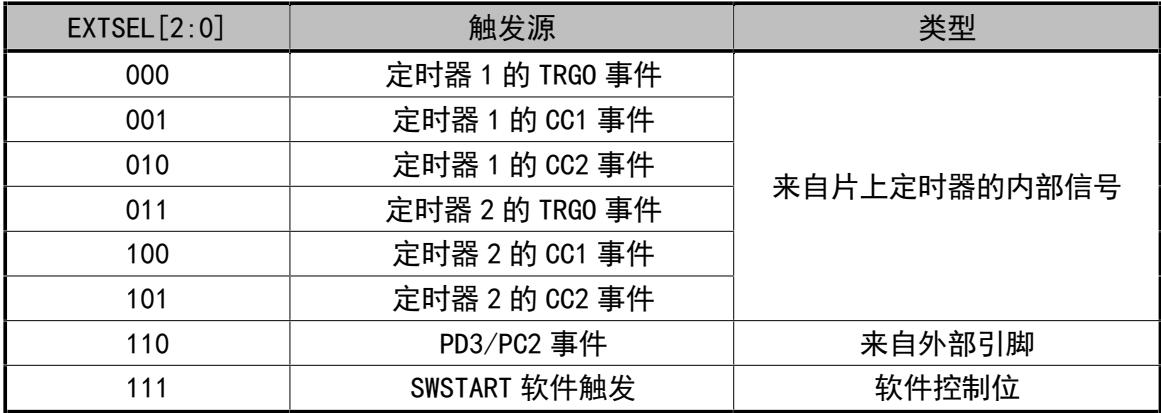 EXTSEL[2:0] 触发源 类型
000 定时器 1 的 TRGO 事件
001 定时器 1 的 CC1 事件
010 定时器 1 的 CC2 事件
来自片上定时器的内部信号
011 定时器 2 的 TRGO 事件
100 定时器 2 的 CC1 事件
101 定时器 2 的 CC2 事件
110 PD3/PC2 事件 来自外部引脚
111 SWSTART 软件触发 软件控制位